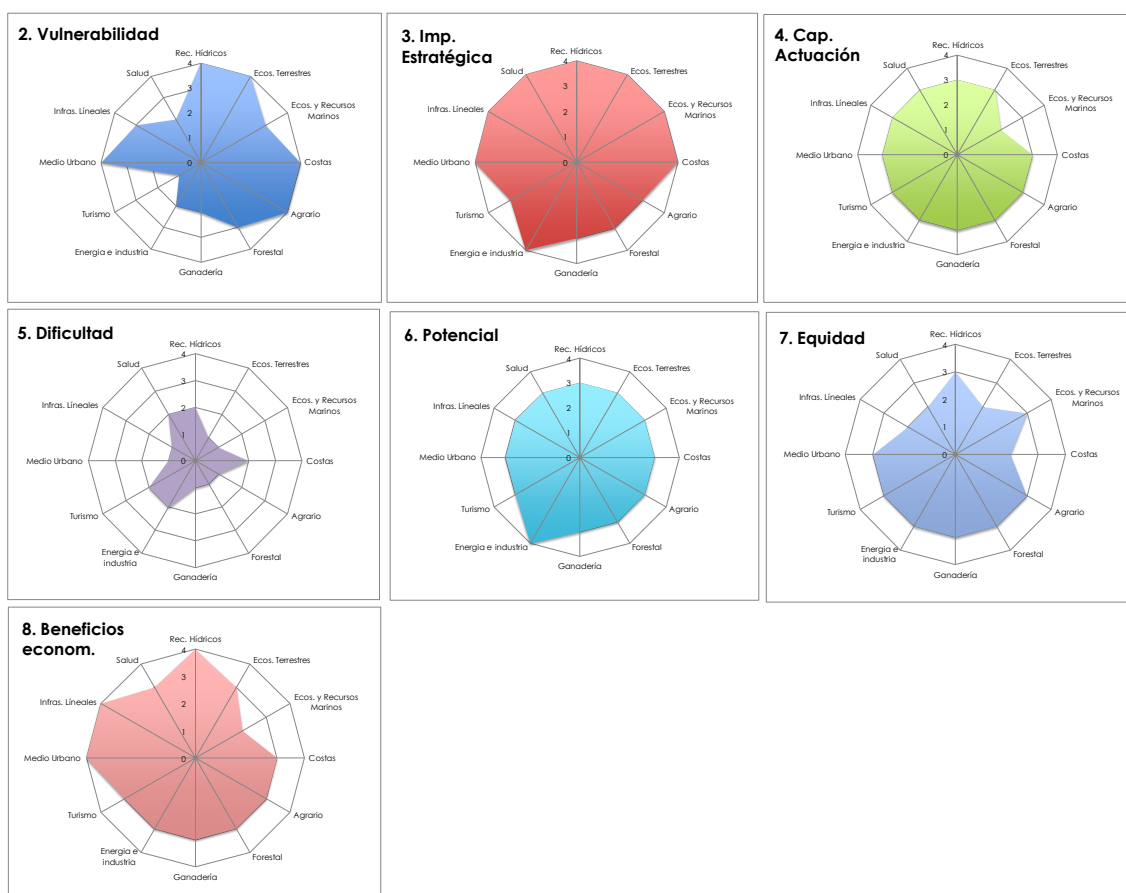 2. Vulnerabilidad
Rec. Hídricos
Ecos. Terrestres
Ecos. y Recursos
Marinos
Costas
Agrario
Forestal
Ganadería
Energía e industria
Turismo
Medio Urbano
Infras. Líneales
Salud
4
3
2
1
0
3. Imp.
Estratégica
Rec. Hídricos
Ecos. Terrestres
Ecos. y Recursos
Marinos
Costas
Agrario
Forestal
Ganadería
Energía e industria
Turismo
Medio Urbano
Infras. Líneales
Salud
4
3
2
1
0
4. Cap.
Actuación
Rec. Hídricos
Ecos. Terrestres
Ecos. y Recursos
Marinos
Costas
Agrario
Forestal
Ganadería
Energía e industria
Turismo
Medio Urbano
Infras. Líneales
Salud
4
3
2
1
0
5. Dificultad
Rec. Hídricos
Ecos. Terrestres
Ecos. y Recursos
Marinos
Costas
Agrario
Forestal
Ganadería
Energía e
industria
Turismo
Medio Urbano
Infras. Líneales
Salud
4
3
2
1
0
6. Potencial
Rec. Hídricos
Ecos. Terrestres
Ecos. y Recursos
Marinos
Costas
Agrario
Forestal
Ganadería
Energía e industria
Turismo
Medio Urbano
Infras. Líneales
Salud
4
3
2
1
0
7. Equidad
Rec. Hídricos
Ecos. Terrestres
Ecos. y Recursos
Marinos
Costas
Agrario
Forestal
Ganadería
Energía e
industria
Turismo
Medio Urbano
Infras. Líneales
Salud
4
3
2
1
0
8. Beneficios
econom.
Rec. Hídricos
Ecos. Terrestres
Ecos. y Recursos
Marinos
Costas
Agrario
Forestal
Ganadería
Energía e
industria
Turismo
Medio Urbano
Infras. Líneales
Salud
4
3
2
1
0